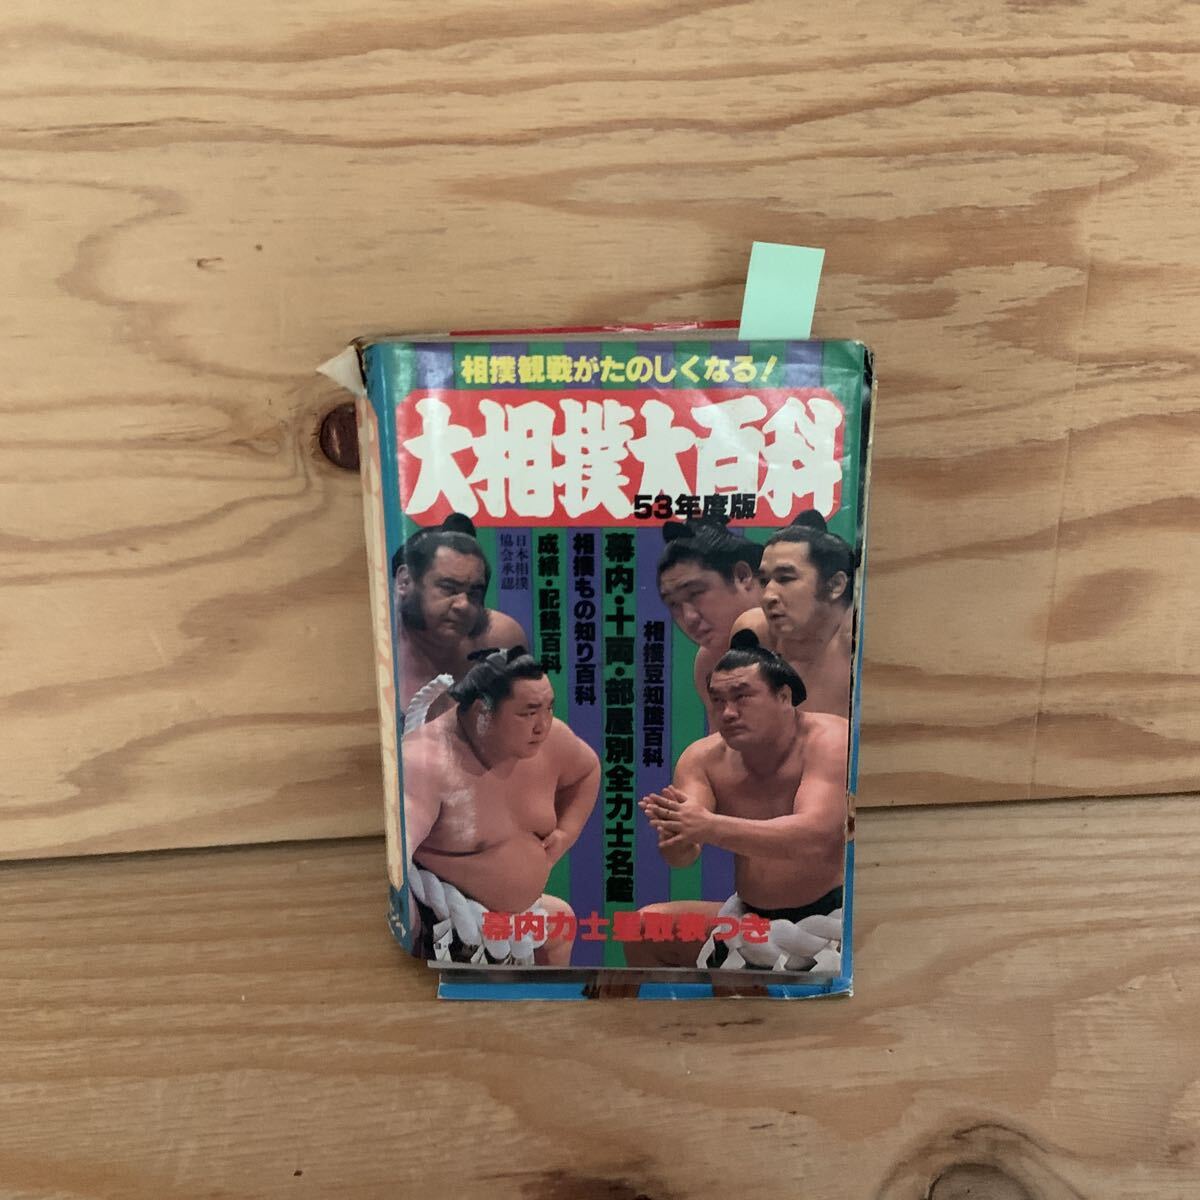 相撲観戦がたのしくなる!
大相撲大百科
53年度版
相撲豆知識百科
幕内・十両・部屋別全力士名鑑
相撲もの知り百科
成績・記録百科
日本相撲
協会承認
幕内力士星取表つき